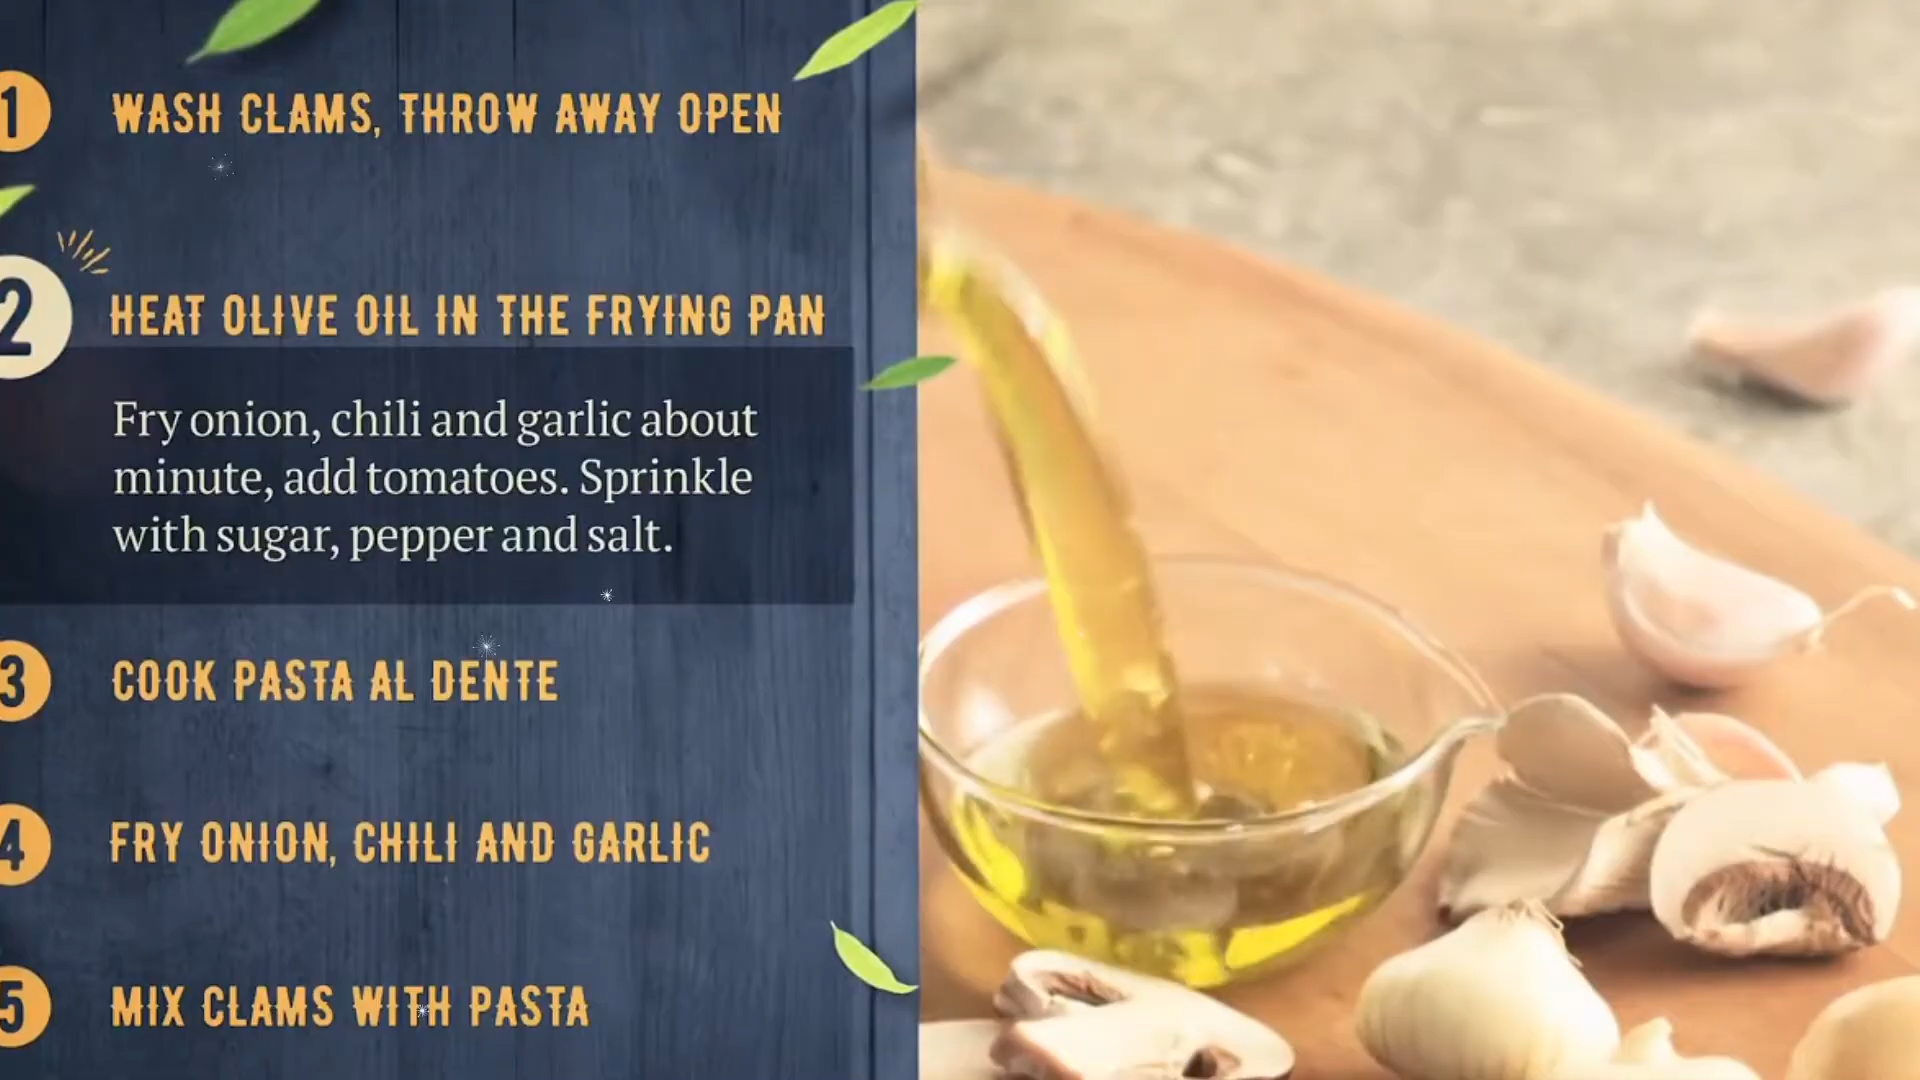 1 WASH CLAMS, THROW AWAY OPEN
2 HEAT OLIVE OIL IN THE FRYING PAN
Fry onion, chili and garlic about
minute, add tomatoes. Sprinkle
with sugar, pepper and salt.
3 COOK PASTA AL DENTE
4 FRY ONION, CHILI AND GARLIC
5 MIX CLAMS WITH PASTA